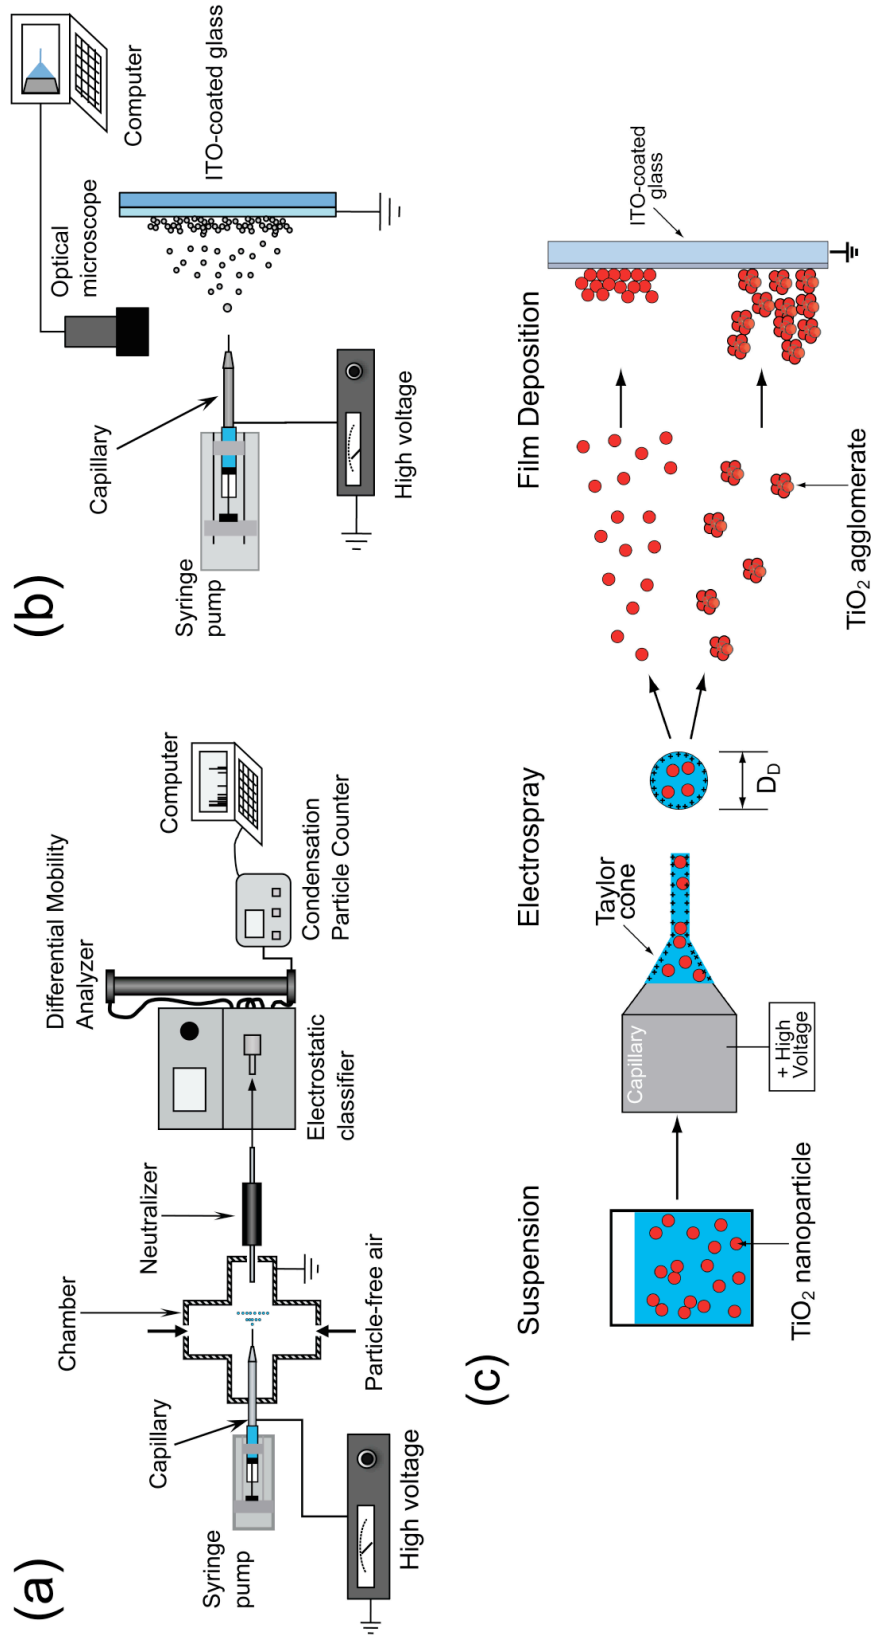 (a)
Syringe
pump
Capillary
Chamber
Particle-free air
High voltage
Neutralizer
Electrostatic
classifier
Differential Mobility
Analyzer
Condensation
Particle Counter
Computer
(b)
Syringe
pump
Capillary
Optical
microscope
High voltage
ITO-coated glass
Computer
(c)
Suspension
TiO₂ nanoparticle
Electrospray
Capillary
+ High
Voltage
Taylor
cone
+ + + + + + + + + +
D_D
Film Deposition
TiO₂ agglomerate
ITO-coated
glass